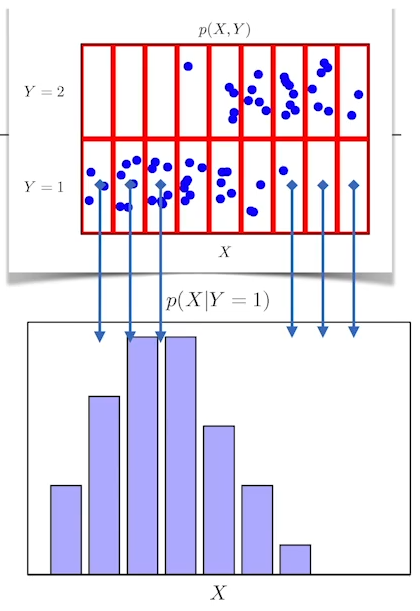 p(X, Y)
Y = 2
Y = 1
X
p(X|Y = 1)
X